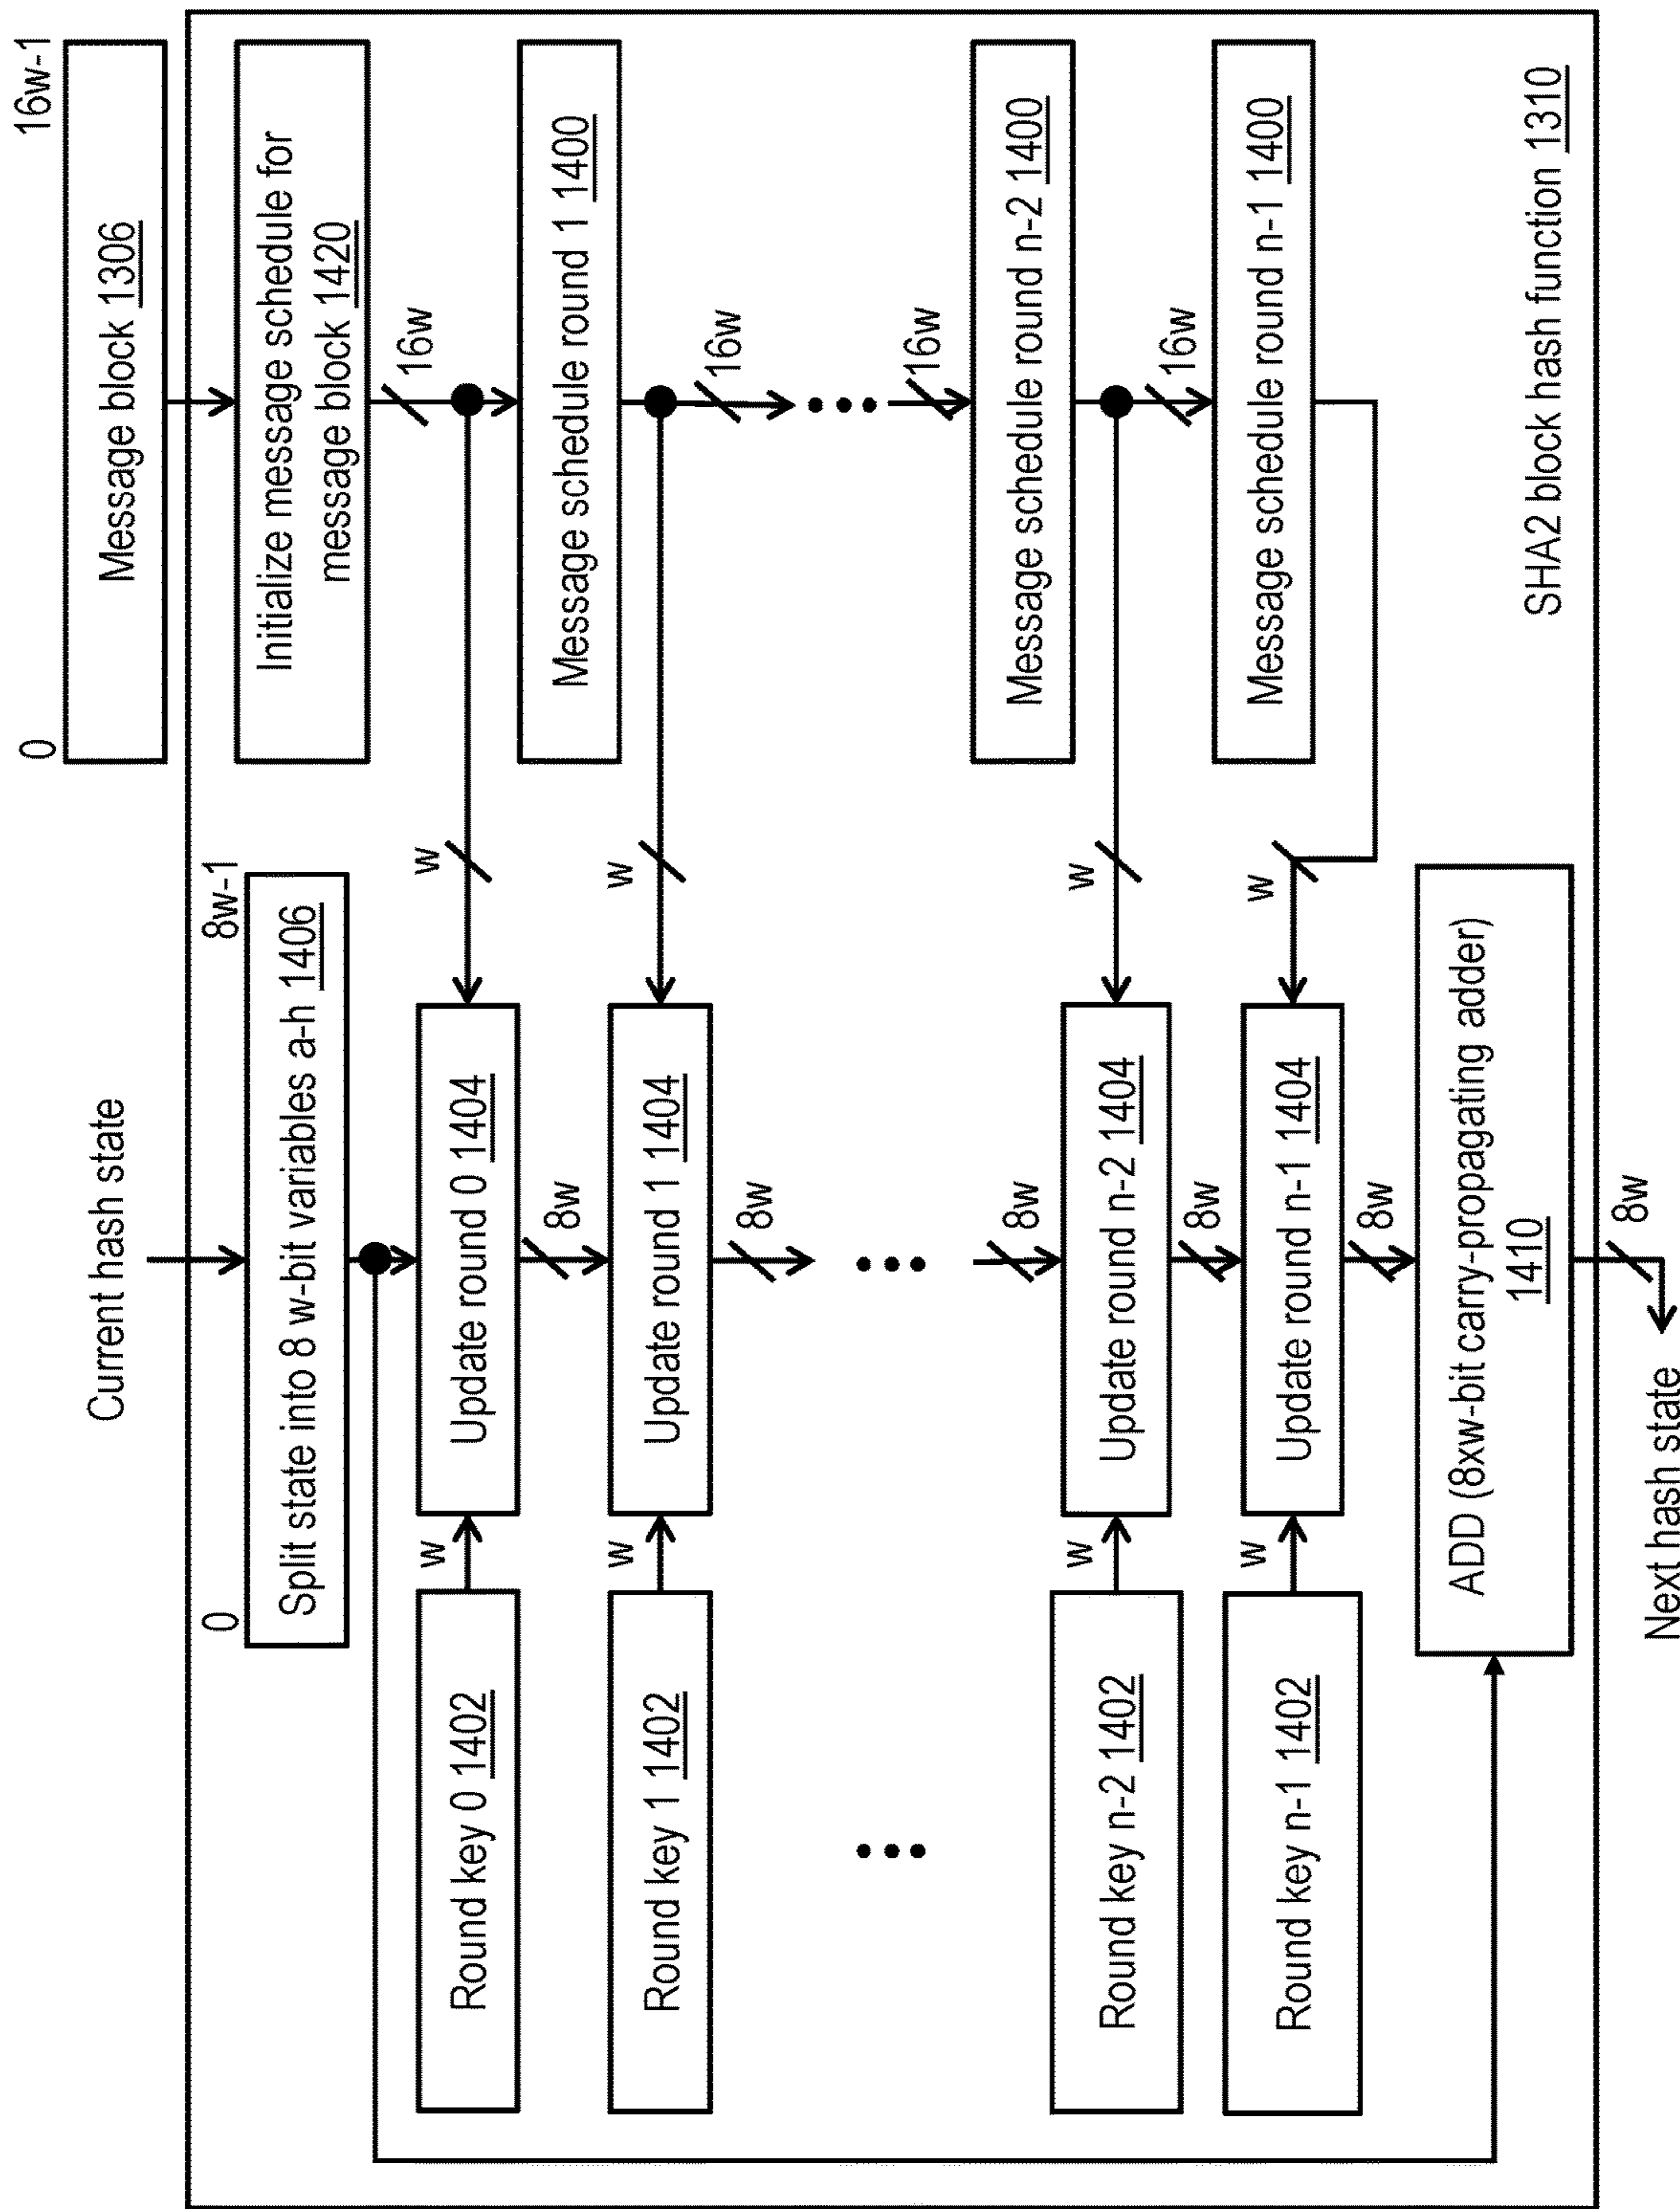 0
16w-1
Message block 1306
Current hash state
0
8w-1
Split state into 8 w-bit variables a-h 1406
Initialize message schedule for
message block 1420
16w
Round key 0 1402
w
Update round 0 1404
w
8w
Message schedule round 1 1400
Round key 1 1402
w
Update round 1 1404
w
16w
8w
...
...
...
8w
16w
Message schedule round n-2 1400
Round key n-2 1402
w
Update round n-2 1404
w
16w
8w
Message schedule round n-1 1400
Round key n-1 1402
w
Update round n-1 1404
w
8w
ADD (8xw-bit carry-propagating adder)
1410
SHA2 block hash function 1310
8w
Next hash state